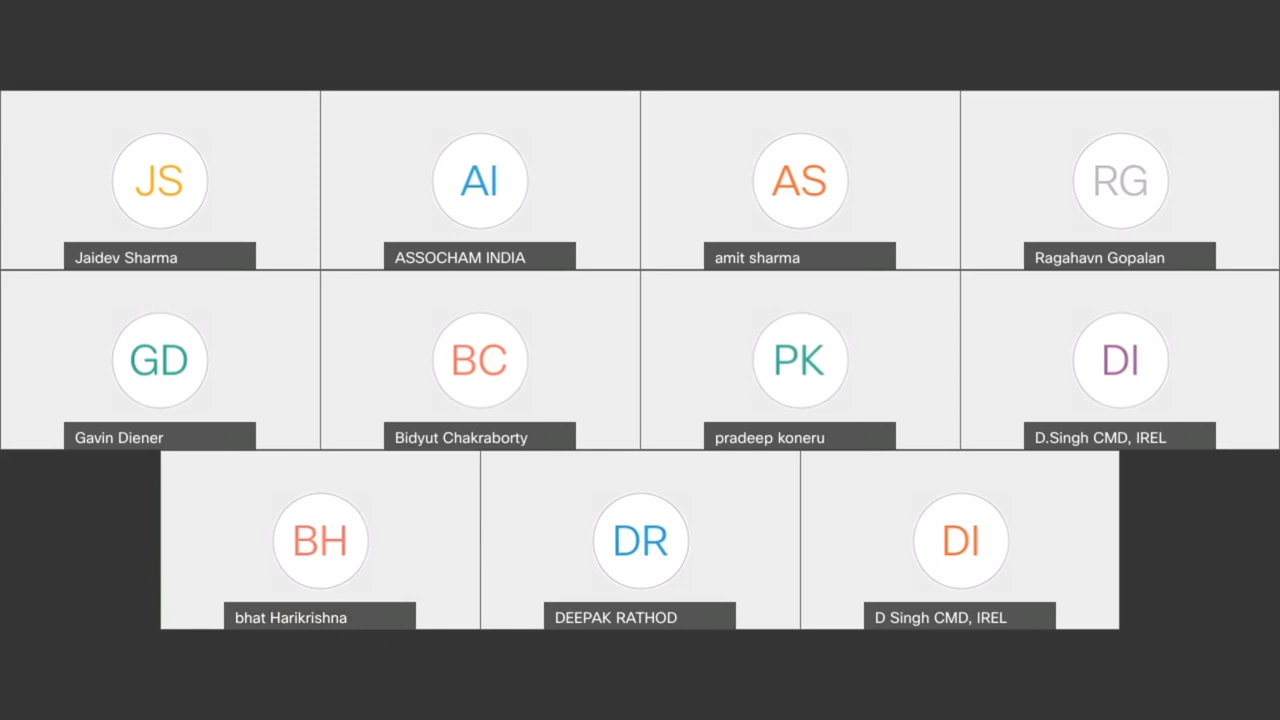 JS
Jaidev Sharma
AI
ASSOCHAM INDIA
AS
amit sharma
RG
Ragahavn Gopalan
GD
Gavin Diener
BC
Bidyut Chakraborty
PK
pradeep koneru
DI
D.Singh CMD, IREL
BH
bhat Harikrishna
DR
DEEPAK RATHOD
DI
D Singh CMD, IREL